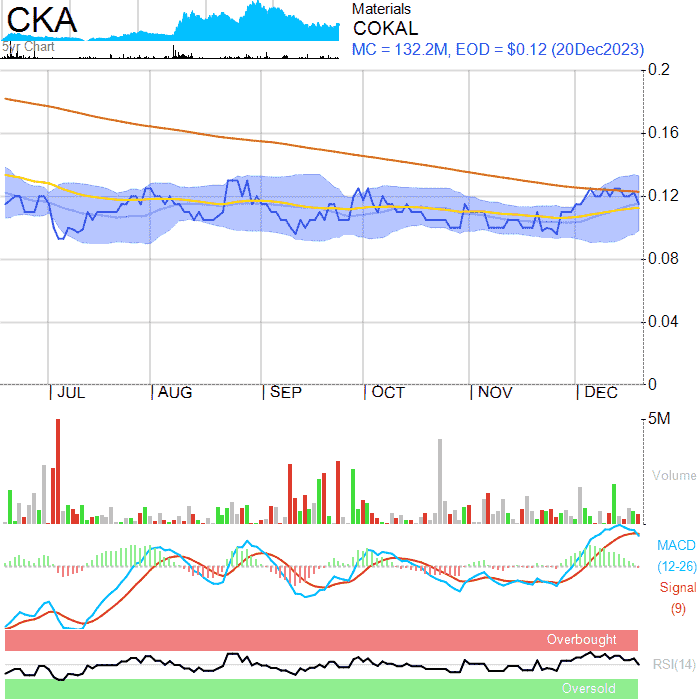 CKA
5yr Chart
Materials
COKAL
MC = 132.2M, EOD = $0.12 (20Dec2023)
0.2
0.16
0.12
0.08
0.04
0
JUL AUG SEP OCT NOV DEC
5M
Volume
MACD
(12-26)
Signal
(9)
Overbought
RSI(14)
Oversold